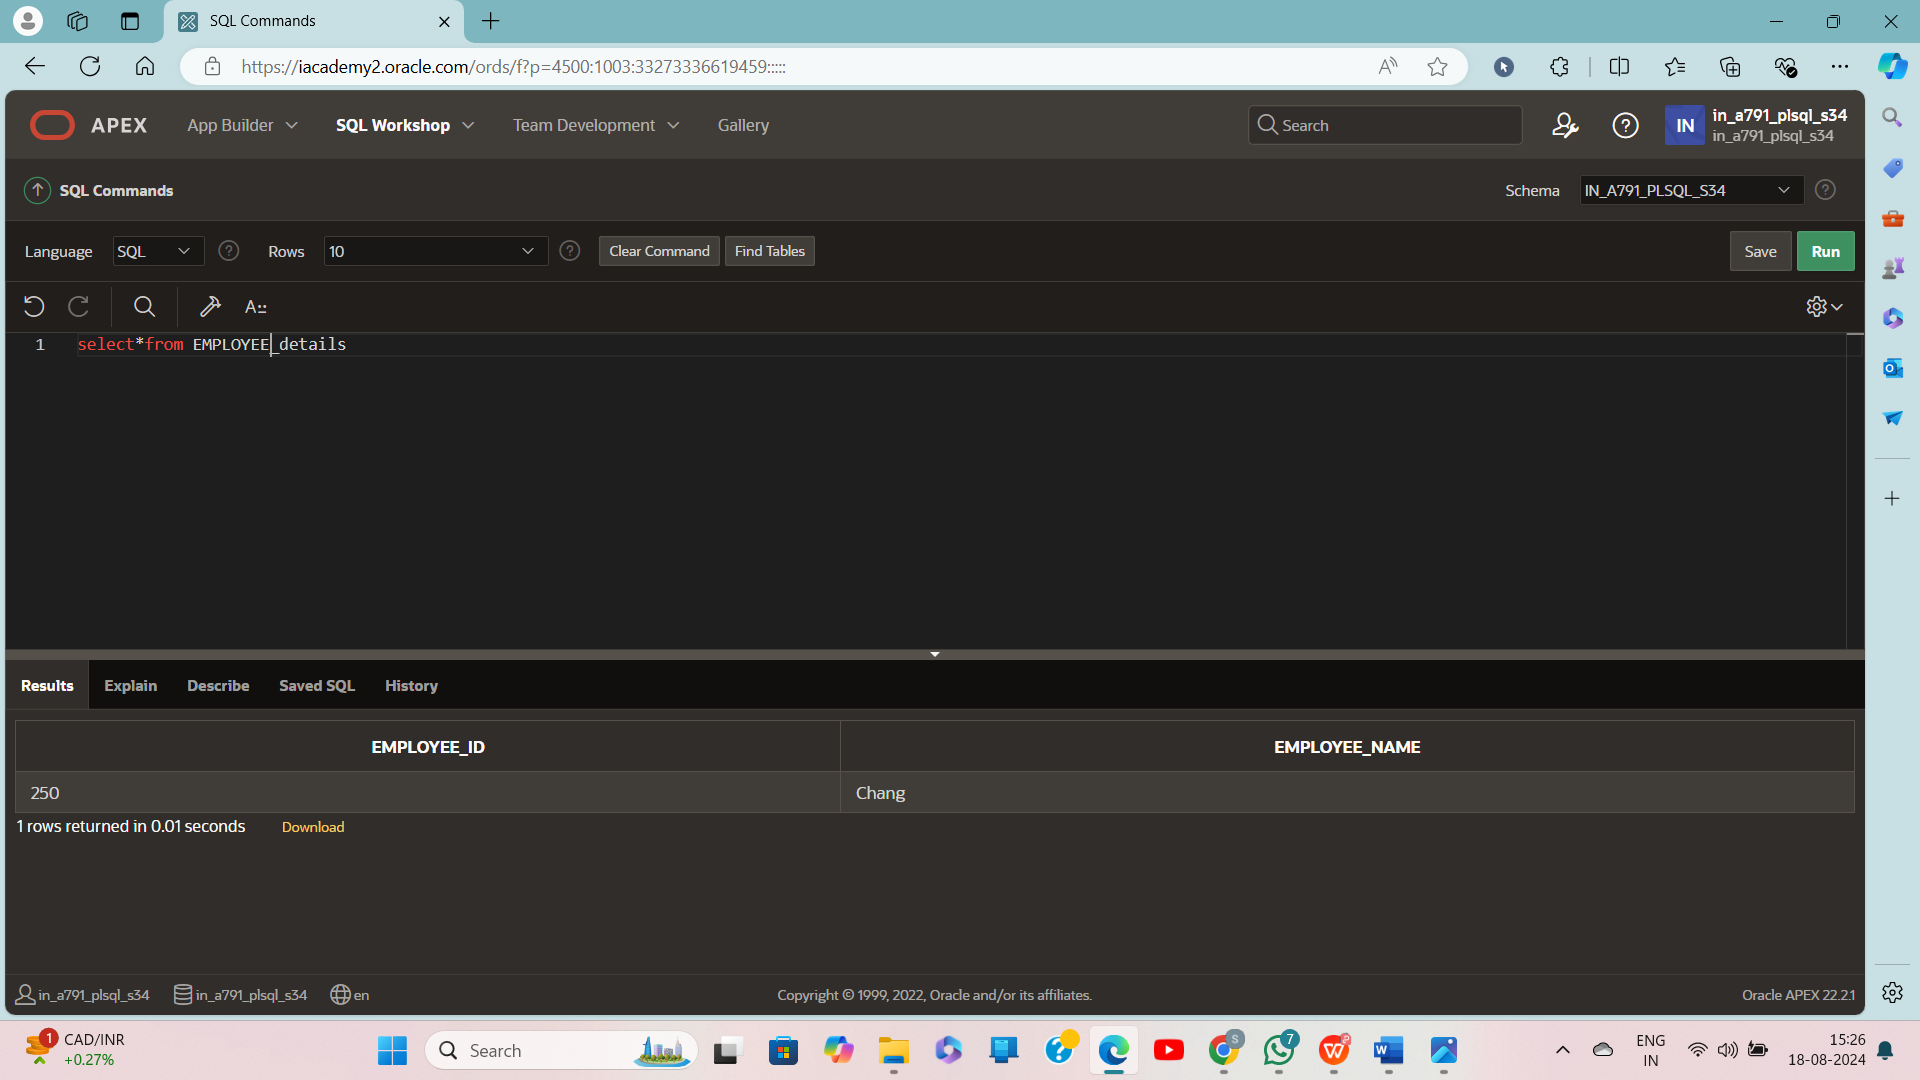 SQL Commands
https://iacademy2.oracle.com/ords/f?p=4500:1003:33273336619459:::::
APEX App Builder SQL Workshop Team Development Gallery Search IN in_a791_plsql_s34
in_a791_plsql_s34
SQL Commands Schema IN_A791_PLSQL_S34
Language SQL Rows 10 Clear Command Find Tables Save Run
A::
1 select*from EMPLOYEE_details
Results Explain Describe Saved SQL History
EMPLOYEE_ID EMPLOYEE_NAME
250 Chang
1 rows returned in 0.01 seconds Download
in_a791_plsql_s34 in_a791_plsql_s34 en Copyright © 1999, 2022, Oracle and/or its affiliates. Oracle APEX 22.2.1
1 CAD/INR
+0.27%
Search
S
7
ENG
IN
15:26
18-08-2024